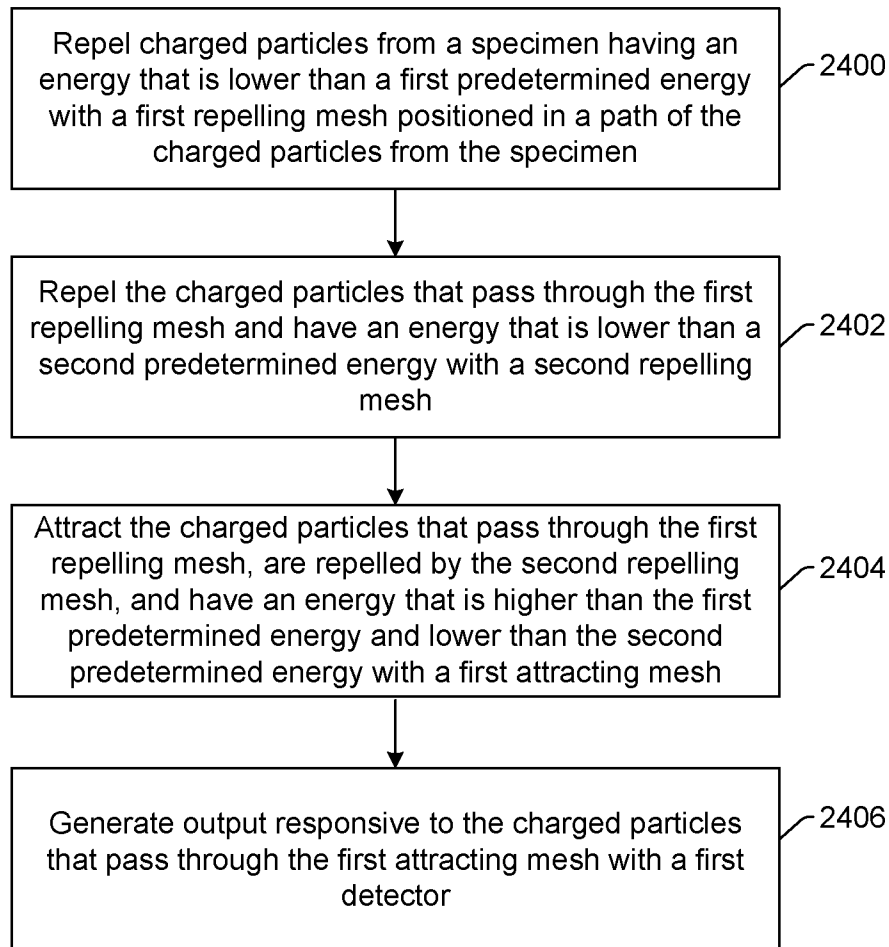 Repel charged particles from a specimen having an
energy that is lower than a first predetermined energy
with a first repelling mesh positioned in a path of the
charged particles from the specimen
2400
Repel the charged particles that pass through the first
repelling mesh and have an energy that is lower than a
second predetermined energy with a second repelling
mesh
2402
Attract the charged particles that pass through the first
repelling mesh, are repelled by the second repelling
mesh, and have an energy that is higher than the first
predetermined energy and lower than the second
predetermined energy with a first attracting mesh
2404
Generate output responsive to the charged particles
that pass through the first attracting mesh with a first
detector
2406